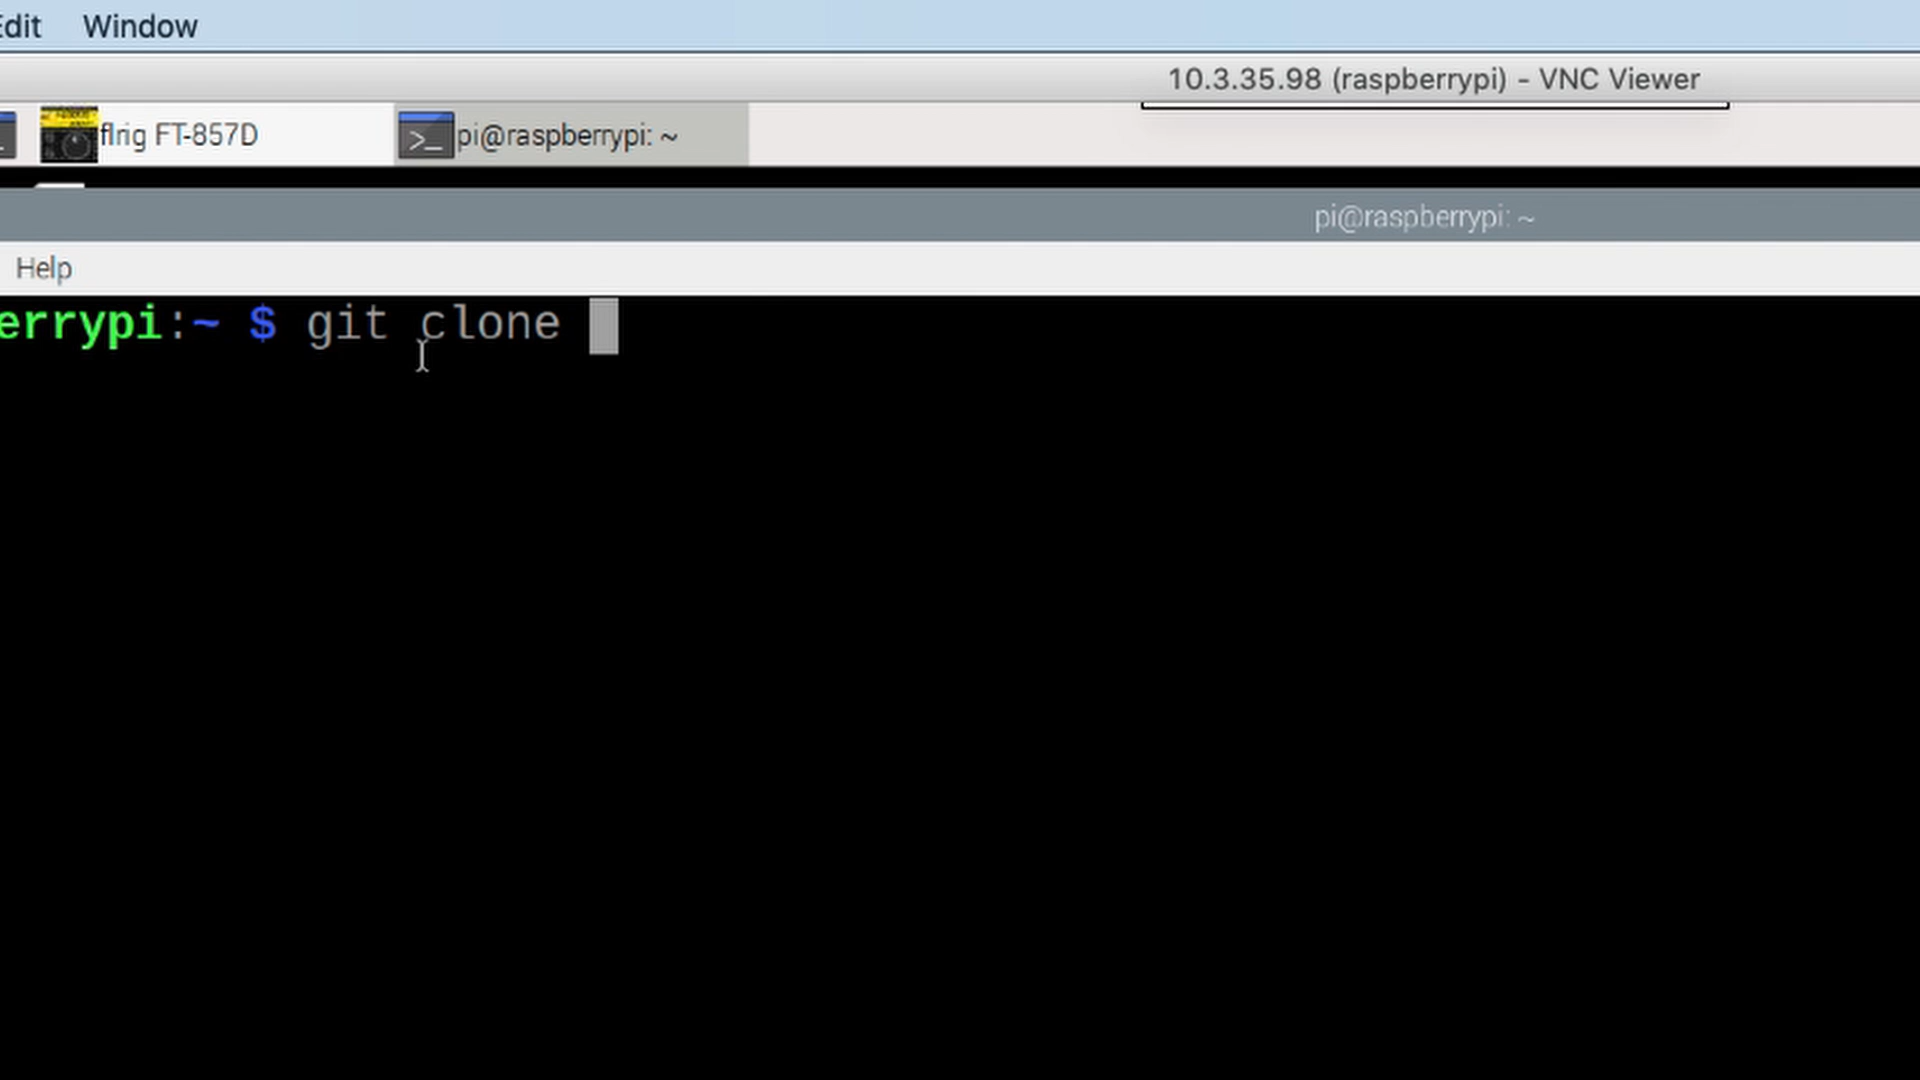 Edit Window
10.3.35.98 (raspberrypi) - VNC Viewer
flrig FT-857D pi@raspberrypi: ~
pi@raspberrypi: ~
Help
errypi:~ $ git clone